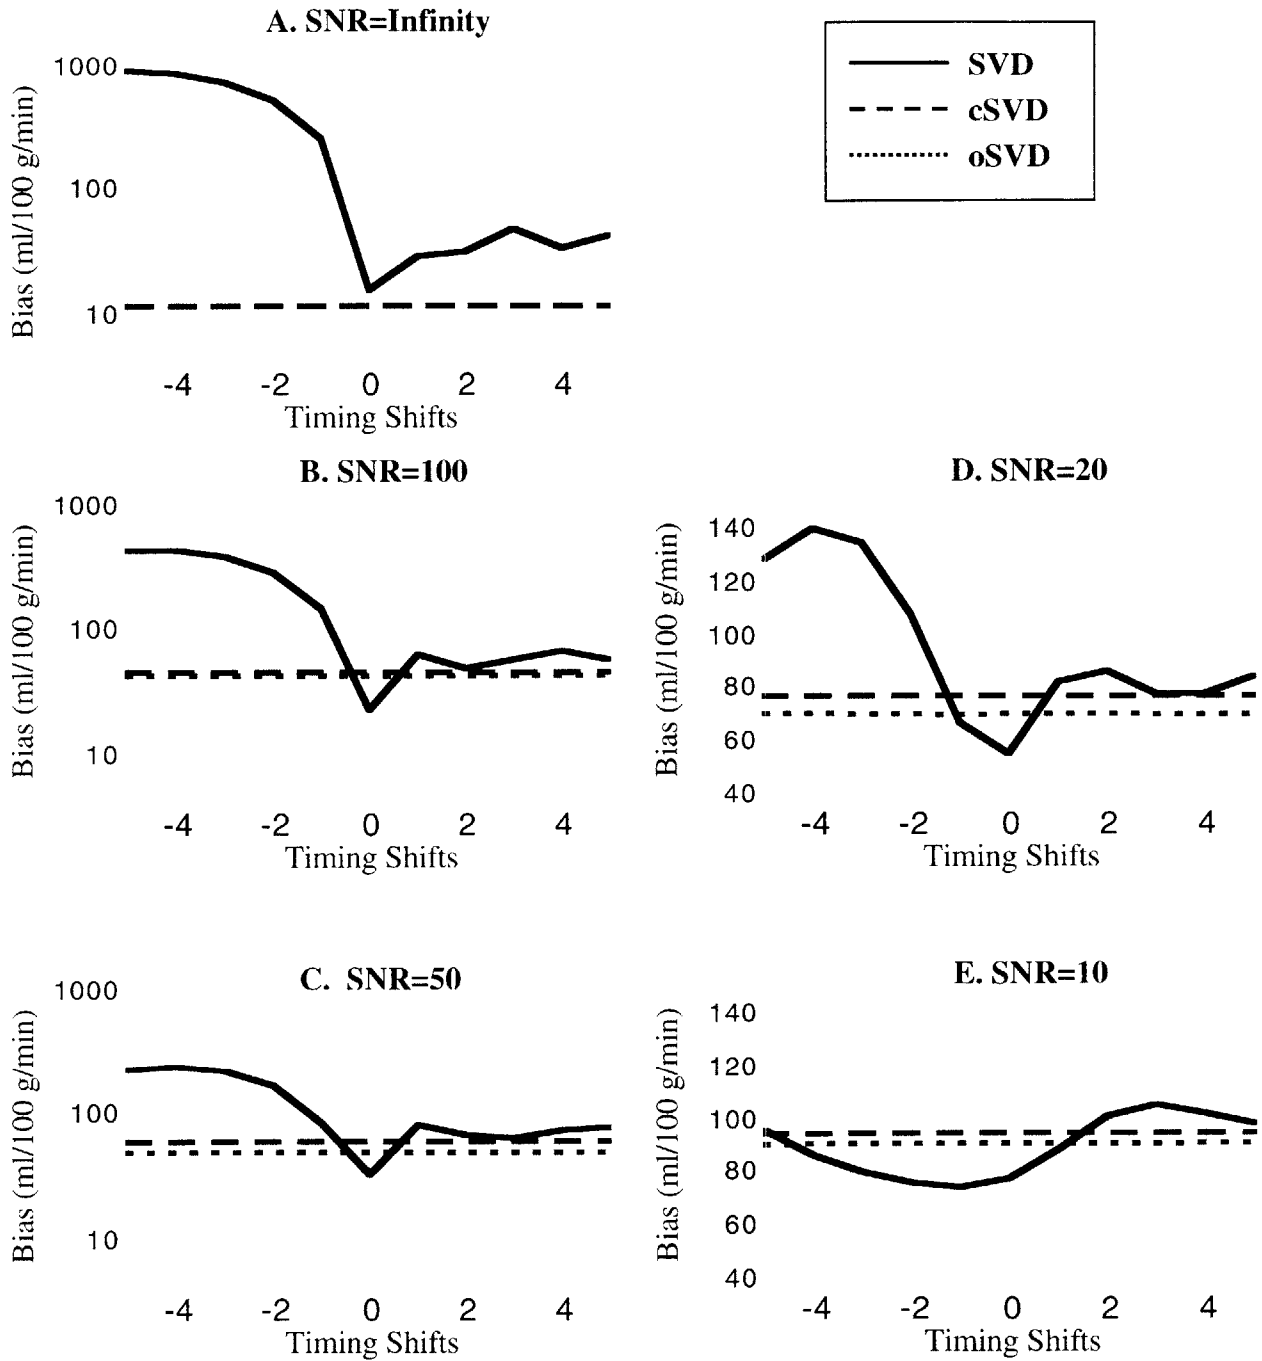 A. SNR=Infinity
1000
100
10
Bias (ml/100 g/min)
-4 -2 0 2 4
Timing Shifts
SVD
cSVD
oSVD
B. SNR=100
1000
100
10
Bias (ml/100 g/min)
-4 -2 0 2 4
Timing Shifts
D. SNR=20
140
120
100
80
60
40
Bias (ml/100 g/min)
-4 -2 0 2 4
Timing Shifts
C. SNR=50
1000
100
10
Bias (ml/100 g/min)
-4 -2 0 2 4
Timing Shifts
E. SNR=10
140
120
100
80
60
40
Bias (ml/100 g/min)
-4 -2 0 2 4
Timing Shifts